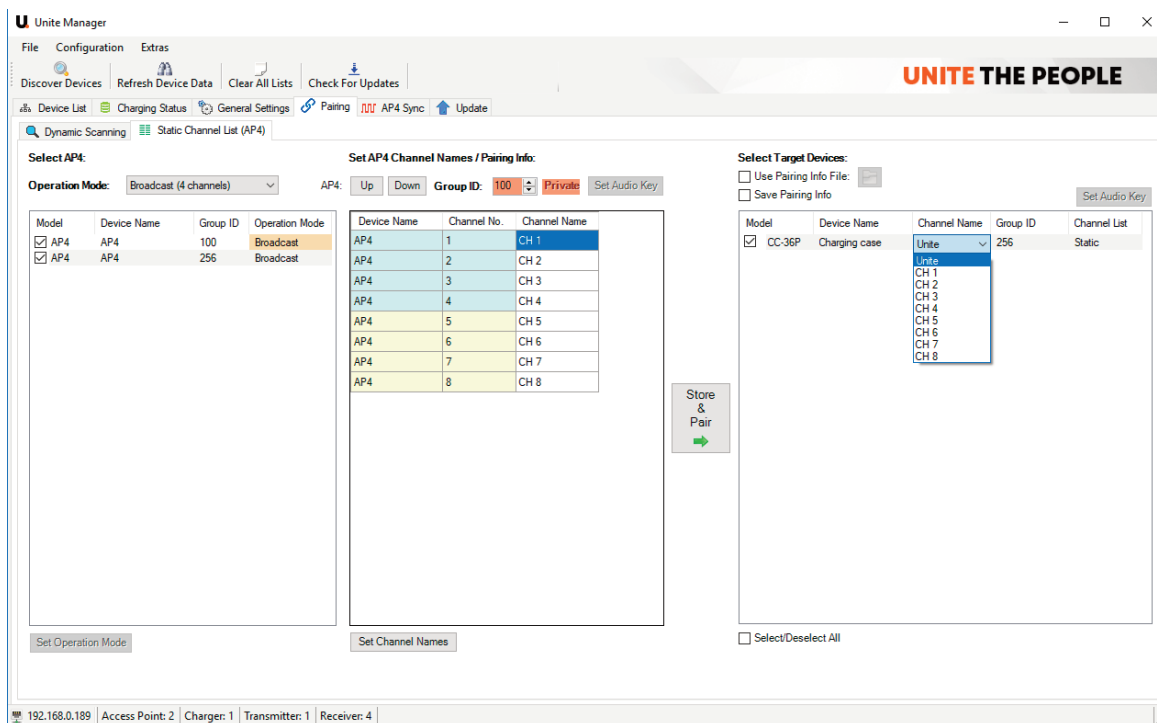 U. Unite Manager
File Configuration Extras
Discover Devices Refresh Device Data Clear All Lists Check For Updates
UNITE THE PEOPLE
Device List Charging Status General Settings Pairing AP4 Sync Update
Dynamic Scanning Static Channel List (AP4)
Select AP4: Set AP4 Channel Names / Pairing Info: Select Target Devices:
Use Pairing Info File:
Operation Mode: Broadcast (4 channels) AP4: Up Down Group ID: 100 Private Set Audio Key
Save Pairing Info Set Audio Key
Model Device Name Group ID Operation Mode
AP4 AP4 100 Broadcast
AP4 AP4 256 Broadcast
Set Operation Mode
Device Name Channel No. Channel Name
AP4 1 CH 1
AP4 2 CH 2
AP4 3 CH 3
AP4 4 CH 4
AP4 5 CH 5
AP4 6 CH 6
AP4 7 CH 7
AP4 8 CH 8
Set Channel Names
Store
&
Pair
Model Device Name Channel Name Group ID Channel List
CC-36P Charging case Unite 256 Static
Unite
CH 1
CH 2
CH 3
CH 4
CH 5
CH 6
CH 7
CH 8
Select/Deselect All
192.168.0.189 Access Point: 2 Charger: 1 Transmitter: 1 Receiver: 4